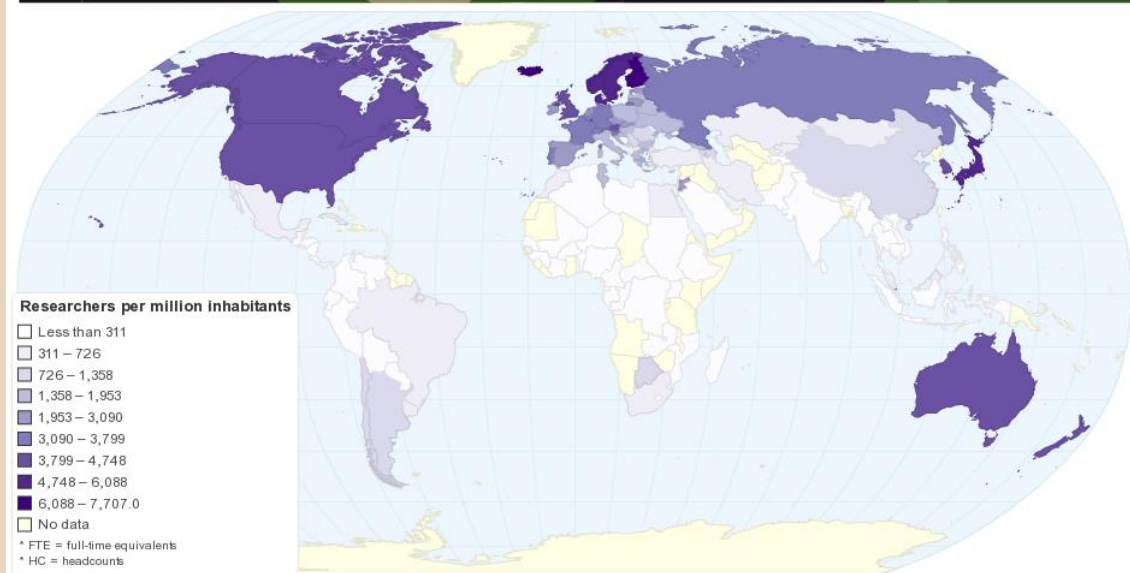 Researchers per million inhabitants
Less than 311
311 – 726
726 – 1,358
1,358 – 1,953
1,953 – 3,090
3,090 – 3,799
3,799 – 4,748
4,748 – 6,088
6,088 – 7,707.0
No data
* FTE = full-time equivalents
* HC = headcounts